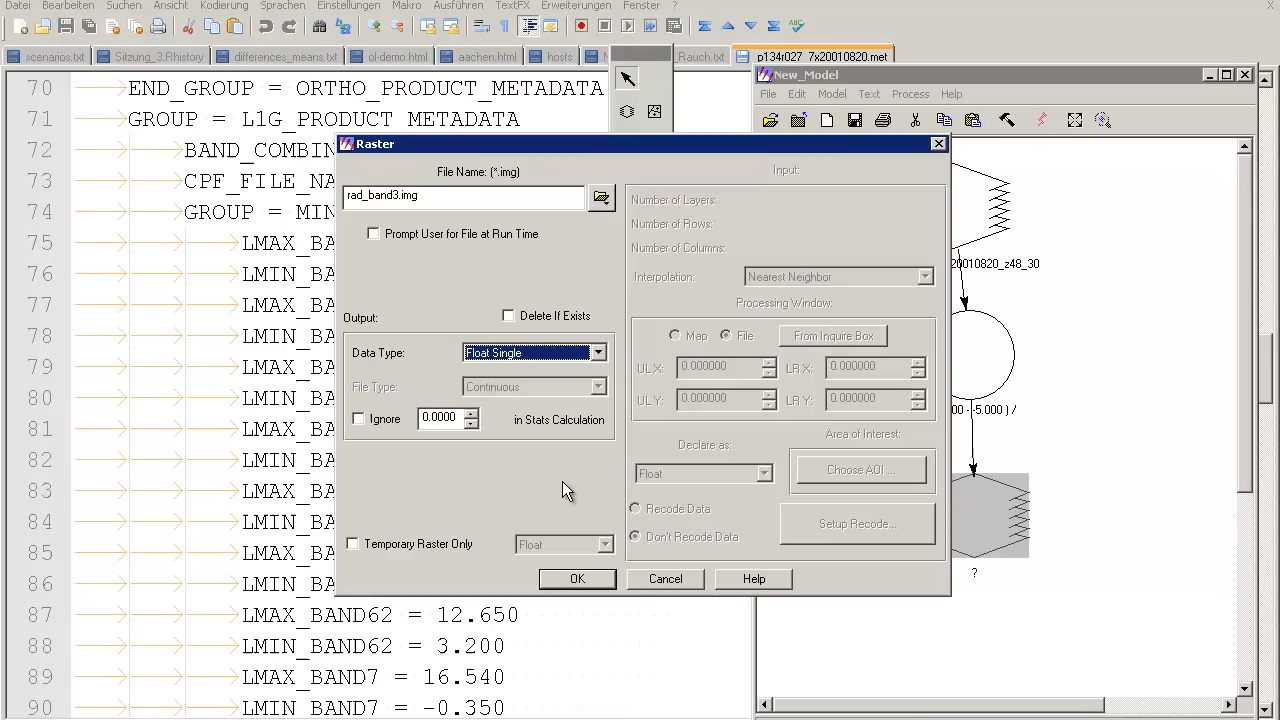 Datei Bearbeiten Suchen Ansicht Kodierung Sprachen Einstellungen Makro Ausführen TextFX Erweiterungen Fenster ?
scenarios.txt Sitzung_3.Rhistory differences_means.txt ol-demo.html aachen.html hosts Rauch.txt p134r027_7x20010820.met
70 END_GROUP = ORTHO_PRODUCT_METADATA
71 GROUP = L1G_PRODUCT_METADATA
72 BAND_COMBIN
73 CPF_FILE_NA
74 GROUP = MIN
75 LMAX_BA
76 LMIN_BA
77 LMAX_BA
78 LMIN_BA
79 LMAX_BA
80 LMIN_BA
81 LMAX_BA
82 LMIN_BA
83 LMAX_BA
84 LMIN_BA
85 LMAX_BA
86 LMIN_BA
87 LMAX_BAND62 = 12.650
88 LMIN_BAND62 = 3.200
89 LMAX_BAND7 = 16.540
90 LMIN_BAND7 = -0.350
New_Model
File Edit Model Text Process Help
20010820_z48_30
00 - -5.000 ) /
?
Raster
File Name: (*.img)
rad_band3.img
Prompt User for File at Run Time
Output:
Delete If Exists
Data Type: Float Single
File Type: Continuous
Ignore 0.0000 in Stats Calculation
Temporary Raster Only Float
Input:
Number of Layers:
Number of Rows:
Number of Columns:
Interpolation: Nearest Neighbor
Processing Window:
Map File From Inquire Box
UL X: 0.000000 LR X: 0.000000
UL Y: 0.000000 LR Y: 0.000000
Declare as: Area of Interest:
Float Choose AOI ...
Recode Data
Don't Recode Data
Setup Recode...
OK Cancel Help